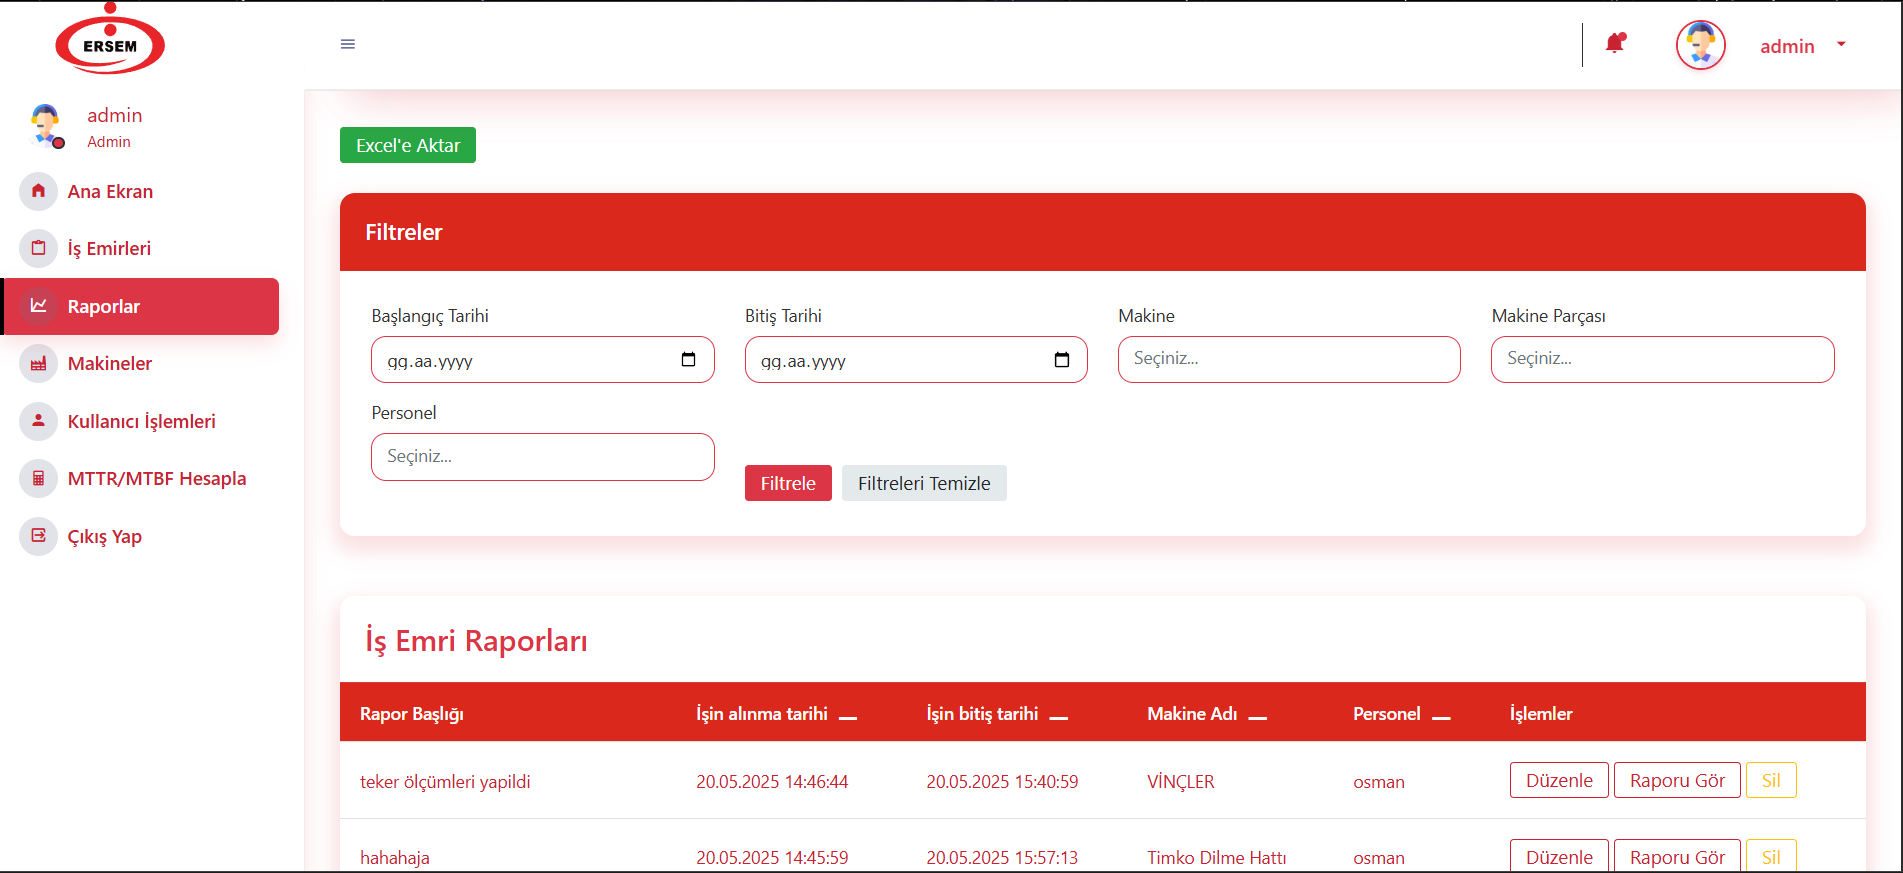 ERSEM
admin
admin
Admin
Ana Ekran
İş Emirleri
Raporlar
Makineler
Kullanıcı İşlemleri
MTTR/MTBF Hesapla
Çıkış Yap
Excel'e Aktar
Filtreler
Başlangıç Tarihi
gg.aa.yyyy
Bitiş Tarihi
gg.aa.yyyy
Makine
Seçiniz...
Makine Parçası
Seçiniz...
Personel
Seçiniz...
Filtrele
Filtreleri Temizle
İş Emri Raporları
Rapor Başlığı İşin alınma tarihi İşin bitiş tarihi Makine Adı Personel İşlemler
teker ölçümleri yapildi 20.05.2025 14:46:44 20.05.2025 15:40:59 VİNÇLER osman Düzenle Raporu Gör Sil
hahahaja 20.05.2025 14:45:59 20.05.2025 15:57:13 Timko Dilme Hattı osman Düzenle Raporu Gör Sil